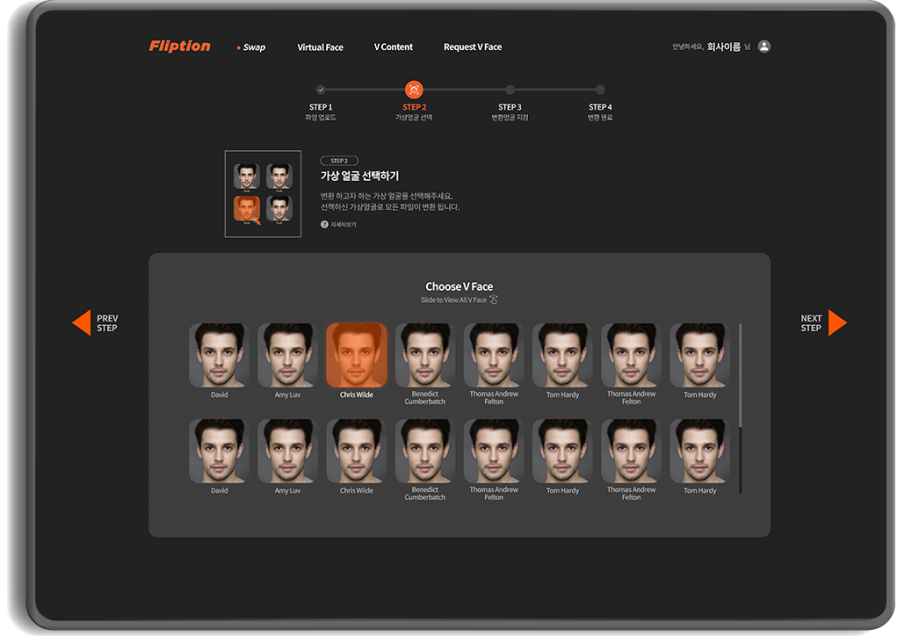 Fliption
• Swap
Virtual Face
V Content
Request V Face
안녕하세요, 회사이름 님
STEP 1
파일 업로드
STEP 2
가상얼굴 선택
STEP 3
변환얼굴 지정
STEP 4
변환 완료
STEP 2
가상 얼굴 선택하기
변환 하고자 하는 가상 얼굴을 선택해주세요.
선택하신 가상얼굴로 모든 파일이 변환 됩니다.
? 자세히보기
PREV
STEP
NEXT
STEP
Choose V Face
Slide to View All V Face
David
Amy Luv
Chris Wilde
Benedict
Cumberbatch
Thomas Andrew
Felton
Tom Hardy
Thomas Andrew
Felton
Tom Hardy
David
Amy Luv
Chris Wilde
Benedict
Cumberbatch
Thomas Andrew
Felton
Tom Hardy
Thomas Andrew
Felton
Tom Hardy